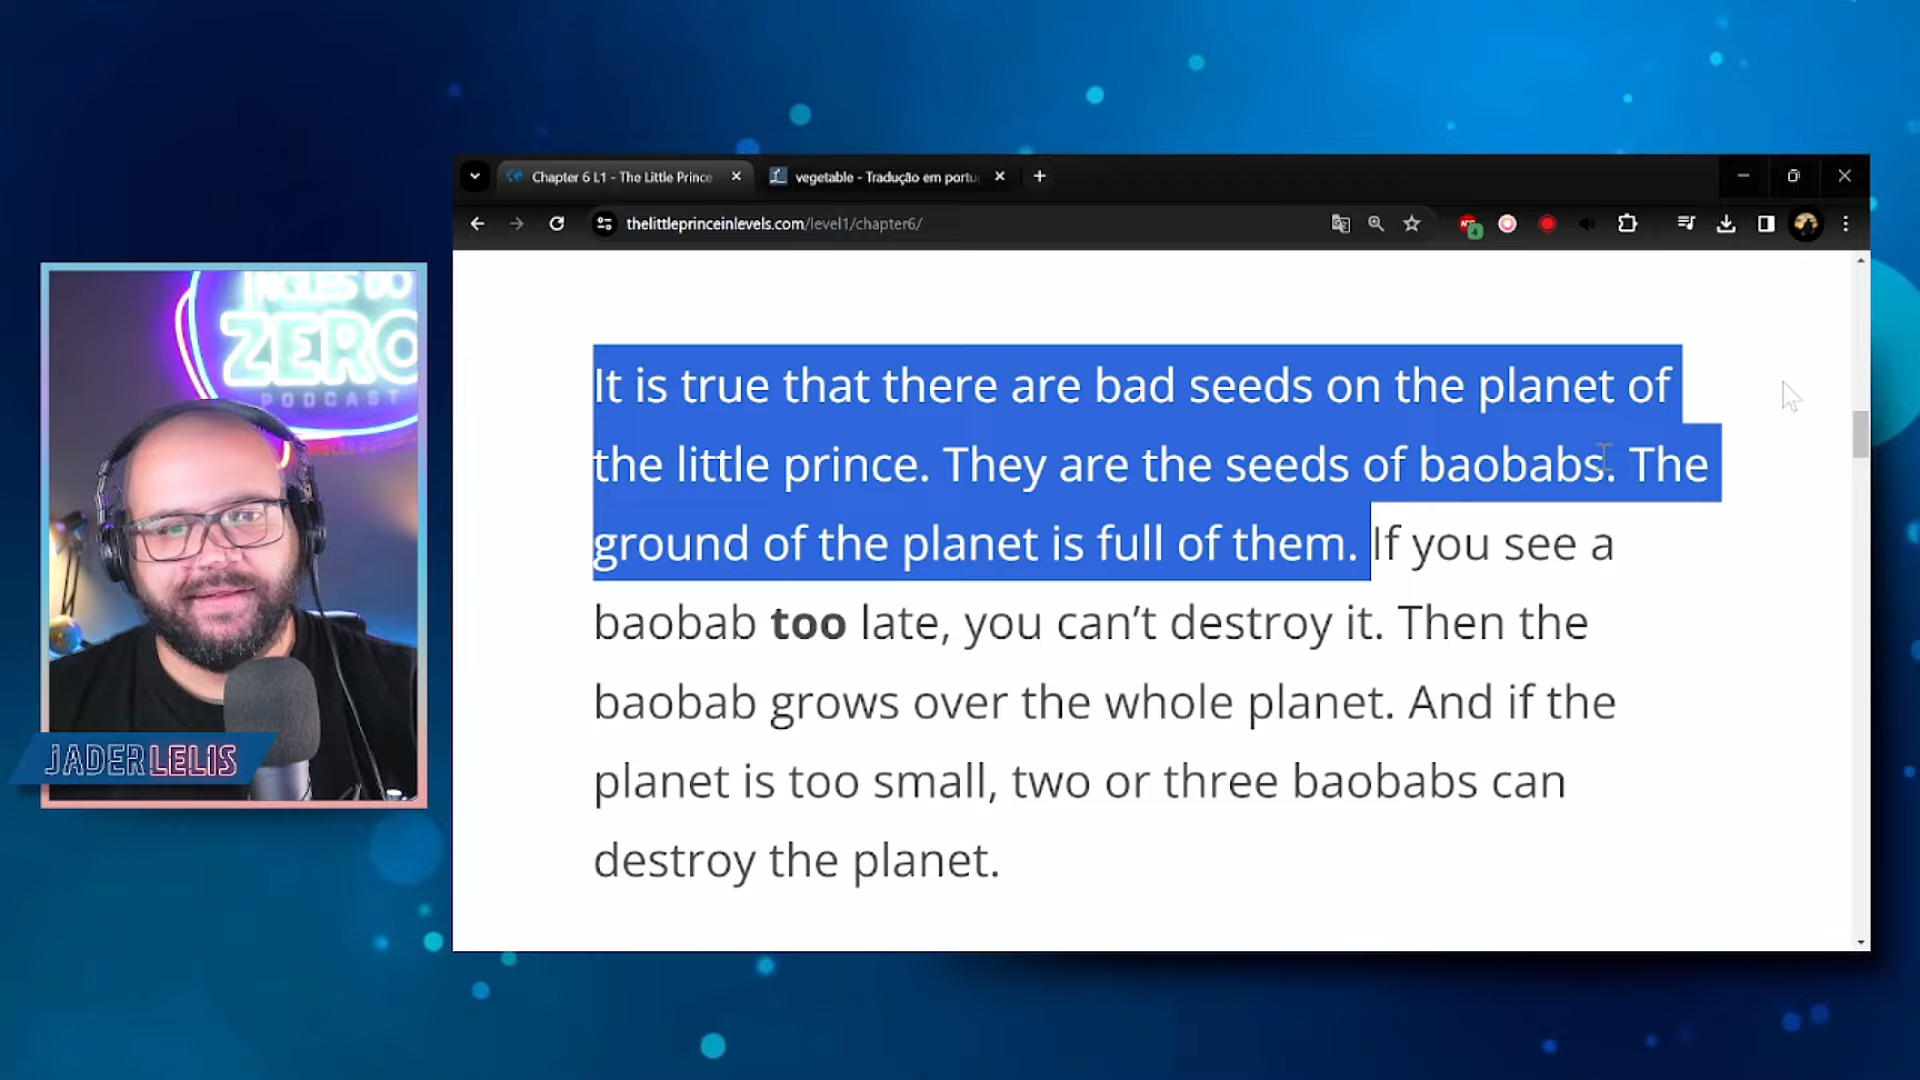 Chapter 6 L1 - The Little Prince
vegetable - Tradução em portu
thelittleprinceinlevels.com/level1/chapter6/
4
ZERO
PODCAST
JADERLELIS
It is true that there are bad seeds on the planet of
the little prince. They are the seeds of baobabs. The
ground of the planet is full of them. If you see a
baobab too late, you can’t destroy it. Then the
baobab grows over the whole planet. And if the
planet is too small, two or three baobabs can
destroy the planet.